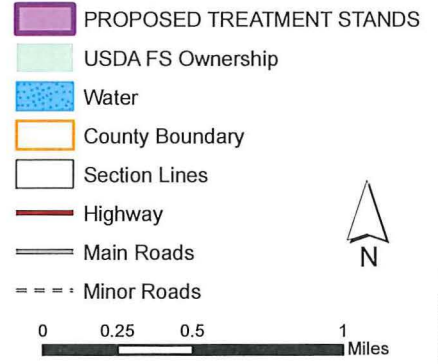 PROPOSED TREATMENT STANDS
USDA FS Ownership
Water
County Boundary
Section Lines
Highway
Main Roads
N
Minor Roads
0 0.25 0.5 1
Miles